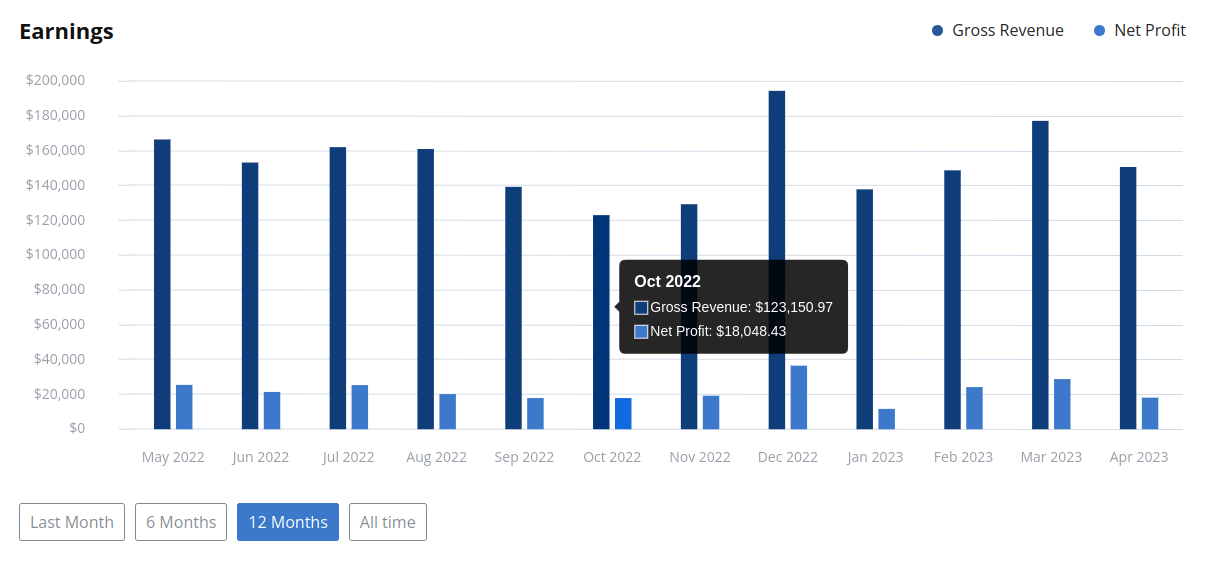 Earnings
Gross Revenue
Net Profit
$200,000
$180,000
$160,000
$140,000
$120,000
$100,000
$80,000
$60,000
$40,000
$20,000
$0
Oct 2022
Gross Revenue: $123,150.97
Net Profit: $18,048.43
May 2022
Jun 2022
Jul 2022
Aug 2022
Sep 2022
Oct 2022
Nov 2022
Dec 2022
Jan 2023
Feb 2023
Mar 2023
Apr 2023
Last Month
6 Months
12 Months
All time